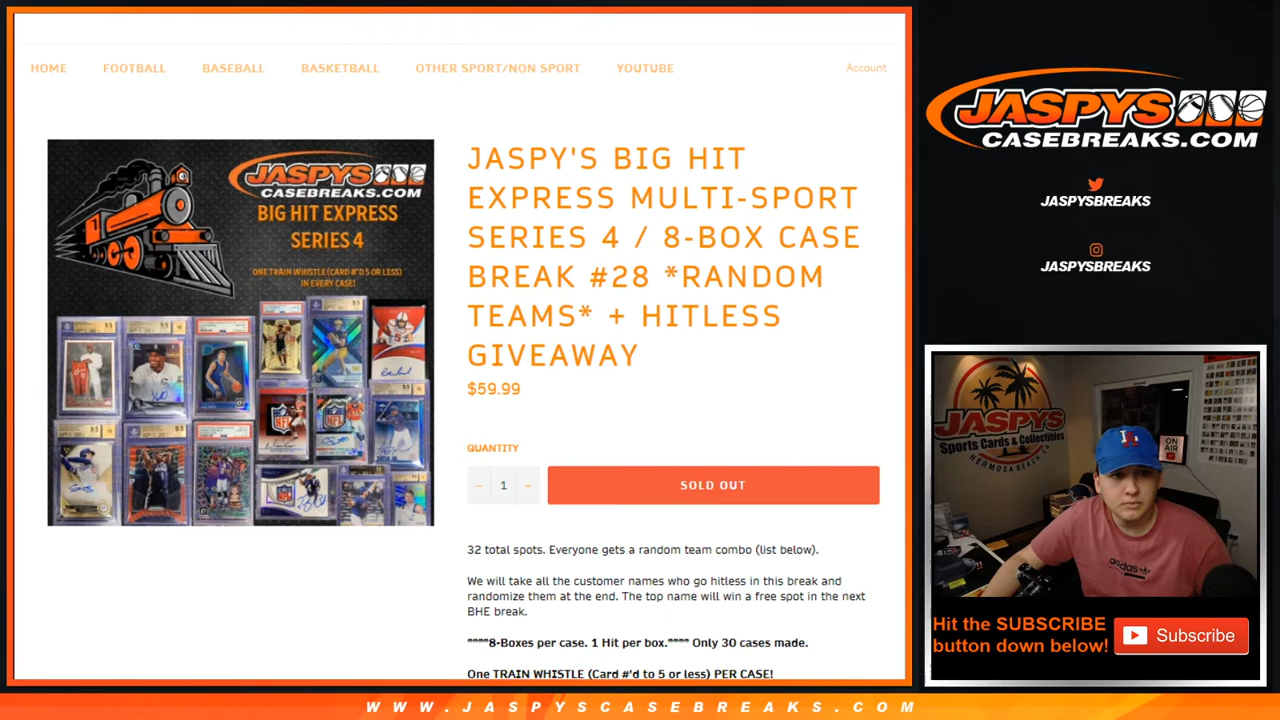 HOME FOOTBALL BASEBALL BASKETBALL OTHER SPORT/NON SPORT YOUTUBE Account
JASPYS
CASEBREAKS.COM
BIG HIT EXPRESS
SERIES 4
ONE TRAIN WHISTLE (CARD #'D 5 OR LESS)
IN EVERY CASE!
JASPY'S BIG HIT
EXPRESS MULTI-SPORT
SERIES 4 / 8-BOX CASE
BREAK #28 *RANDOM
TEAMS* + HITLESS
GIVEAWAY
$59.99
QUANTITY
− 1 +
SOLD OUT
32 total spots. Everyone gets a random team combo (list below).
We will take all the customer names who go hitless in this break and
randomize them at the end. The top name will win a free spot in the next
BHE break.
****8-Boxes per case. 1 Hit per box.**** Only 30 cases made.
One TRAIN WHISTLE (Card #'d to 5 or less) PER CASE!
JASPYS
CASEBREAKS.COM
JASPYSBREAKS
JASPYSBREAKS
JASPYS
Sports Cards & Collectibles
HERMOSA BEACH, CA
ON
AIR
adidas
Hit the SUBSCRIBE
button down below!
Subscribe
WWW.JASPYSCASEBREAKS.COM